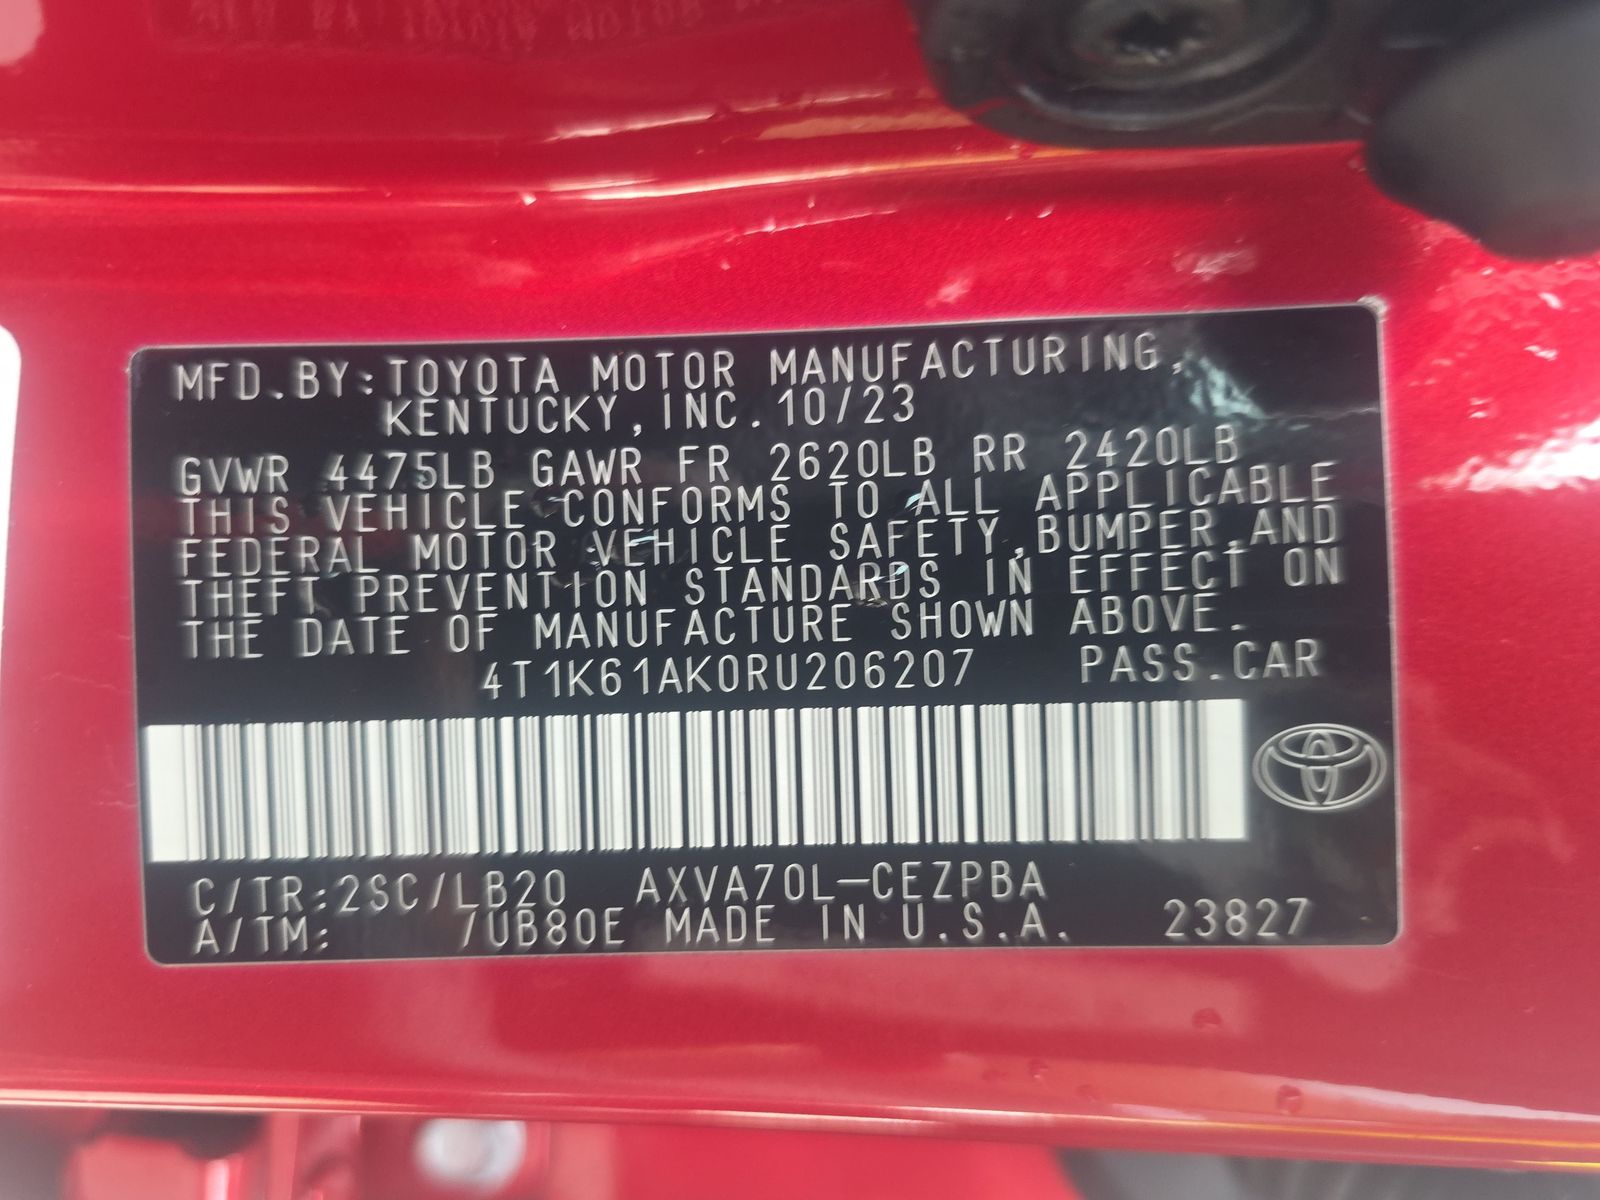 MFD.BY:TOYOTA MOTOR MANUFACTURING,
KENTUCKY,INC.10/23
GVWR 4475LB GAWR FR 2620LB RR 2420LB
THIS VEHICLE CONFORMS TO ALL APPLICABLE
FEDERAL MOTOR VEHICLE SAFETY,BUMPER,AND
THEFT PREVENTION STANDARDS IN EFFECT ON
THE DATE OF MANUFACTURE SHOWN ABOVE.
4T1K61AK0RU206207 PASS.CAR
C/TR:2SC/LB20 AXVA70L-CEZPBA
A/TM: /UB80E MADE IN U.S.A. 23827